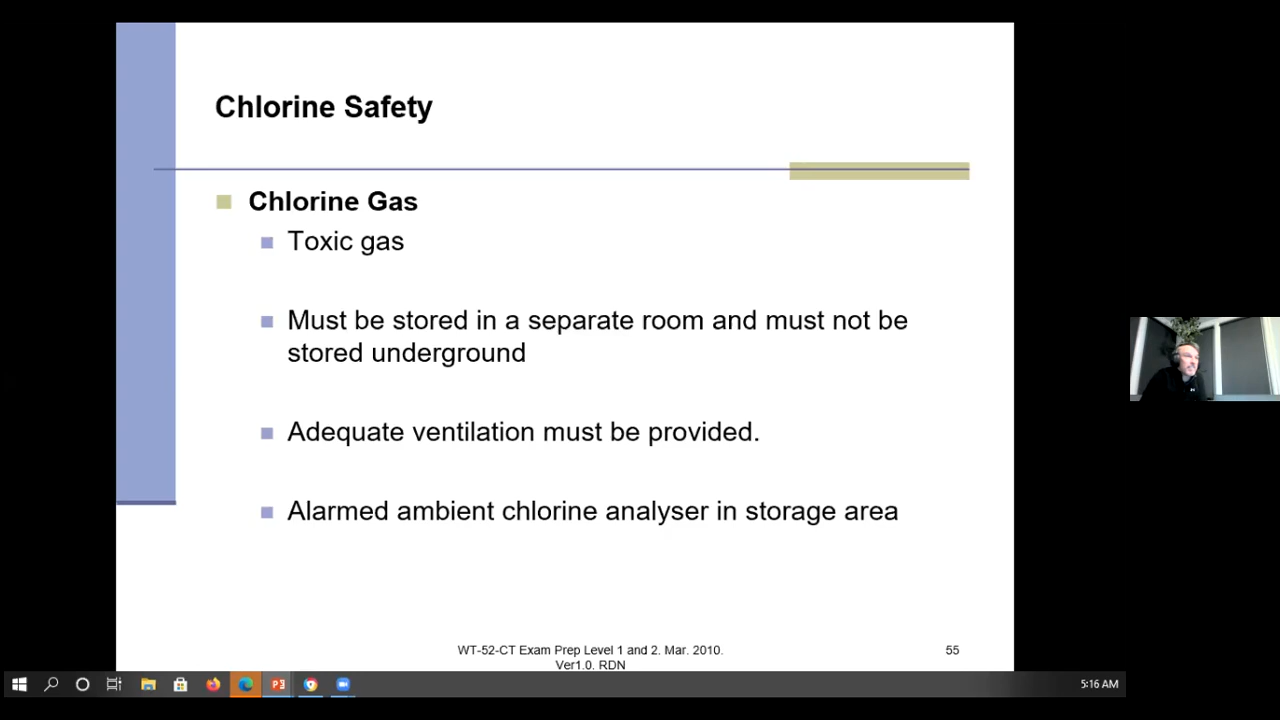 Chlorine Safety
Chlorine Gas
Toxic gas
Must be stored in a separate room and must not be
stored underground
Adequate ventilation must be provided.
Alarmed ambient chlorine analyser in storage area
WT-52-CT Exam Prep Level 1 and 2. Mar. 2010.
Ver1.0. RDN
55
5:16 AM